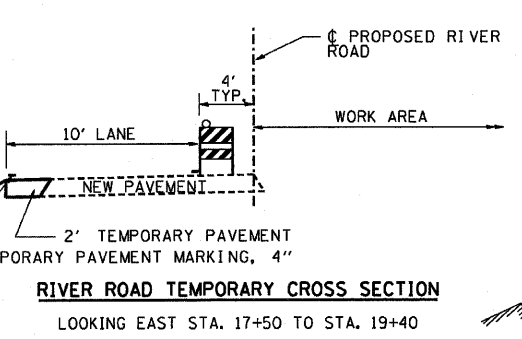 ℄ PROPOSED RIVER
ROAD
4'
TYP.
WORK AREA
10' LANE
NEW PAVEMENT
2' TEMPORARY PAVEMENT
PORARY PAVEMENT MARKING, 4"
RIVER ROAD TEMPORARY CROSS SECTION
LOOKING EAST STA. 17+50 TO STA. 19+40